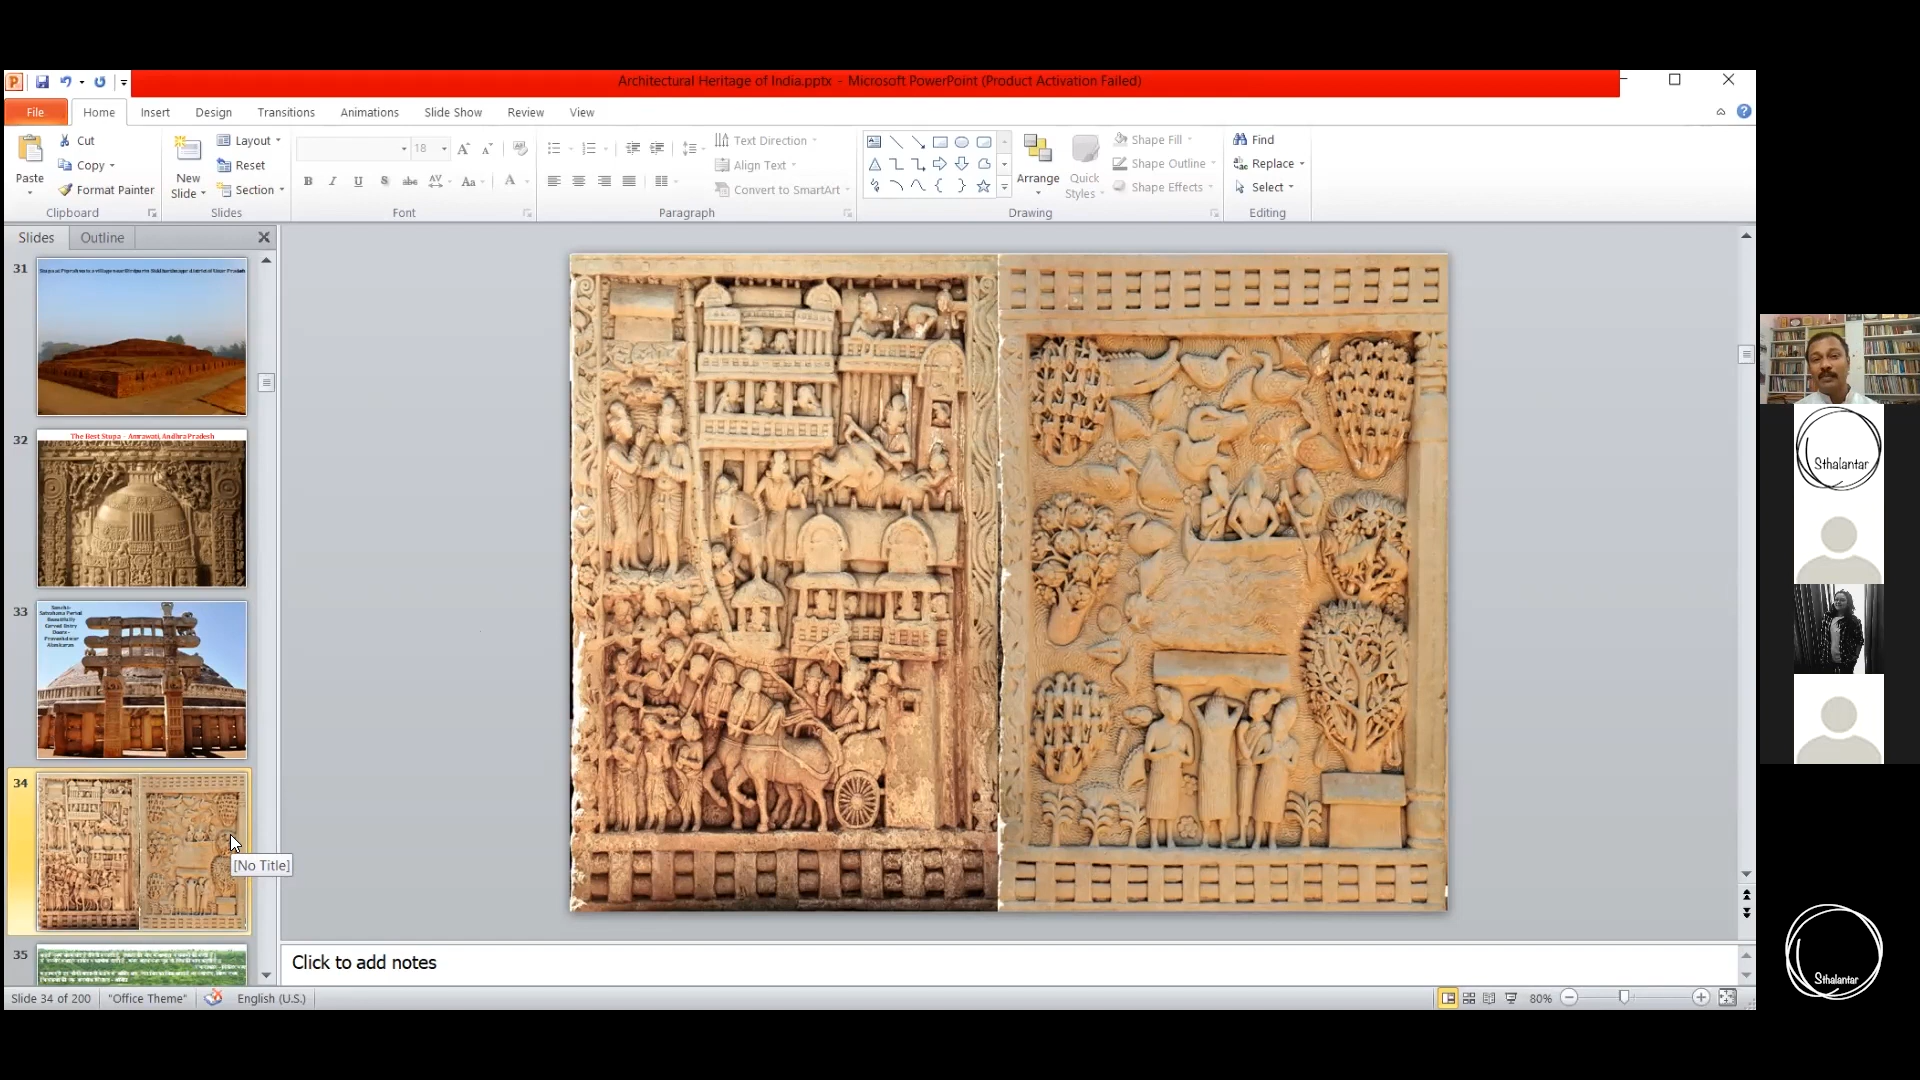 Architectural Heritage of India.pptx - Microsoft PowerPoint (Product Activation Failed)
File Home Insert Design Transitions Animations Slide Show Review View
Paste
Cut
Copy
Format Painter
Clipboard
New Slide
Layout
Reset
Section
Slides
18
Font
Text Direction
Align Text
Convert to SmartArt
Paragraph
Arrange
Quick Styles
Shape Fill
Shape Outline
Shape Effects
Drawing
Find
Replace
Select
Editing
Slides Outline
31
32
The Best Stupa - Amrawati, Andhra Pradesh
33
34
[No Title]
35
Click to add notes
Slide 34 of 200
"Office Theme"
English (U.S.)
80%
Sthalantar
Sthalantar